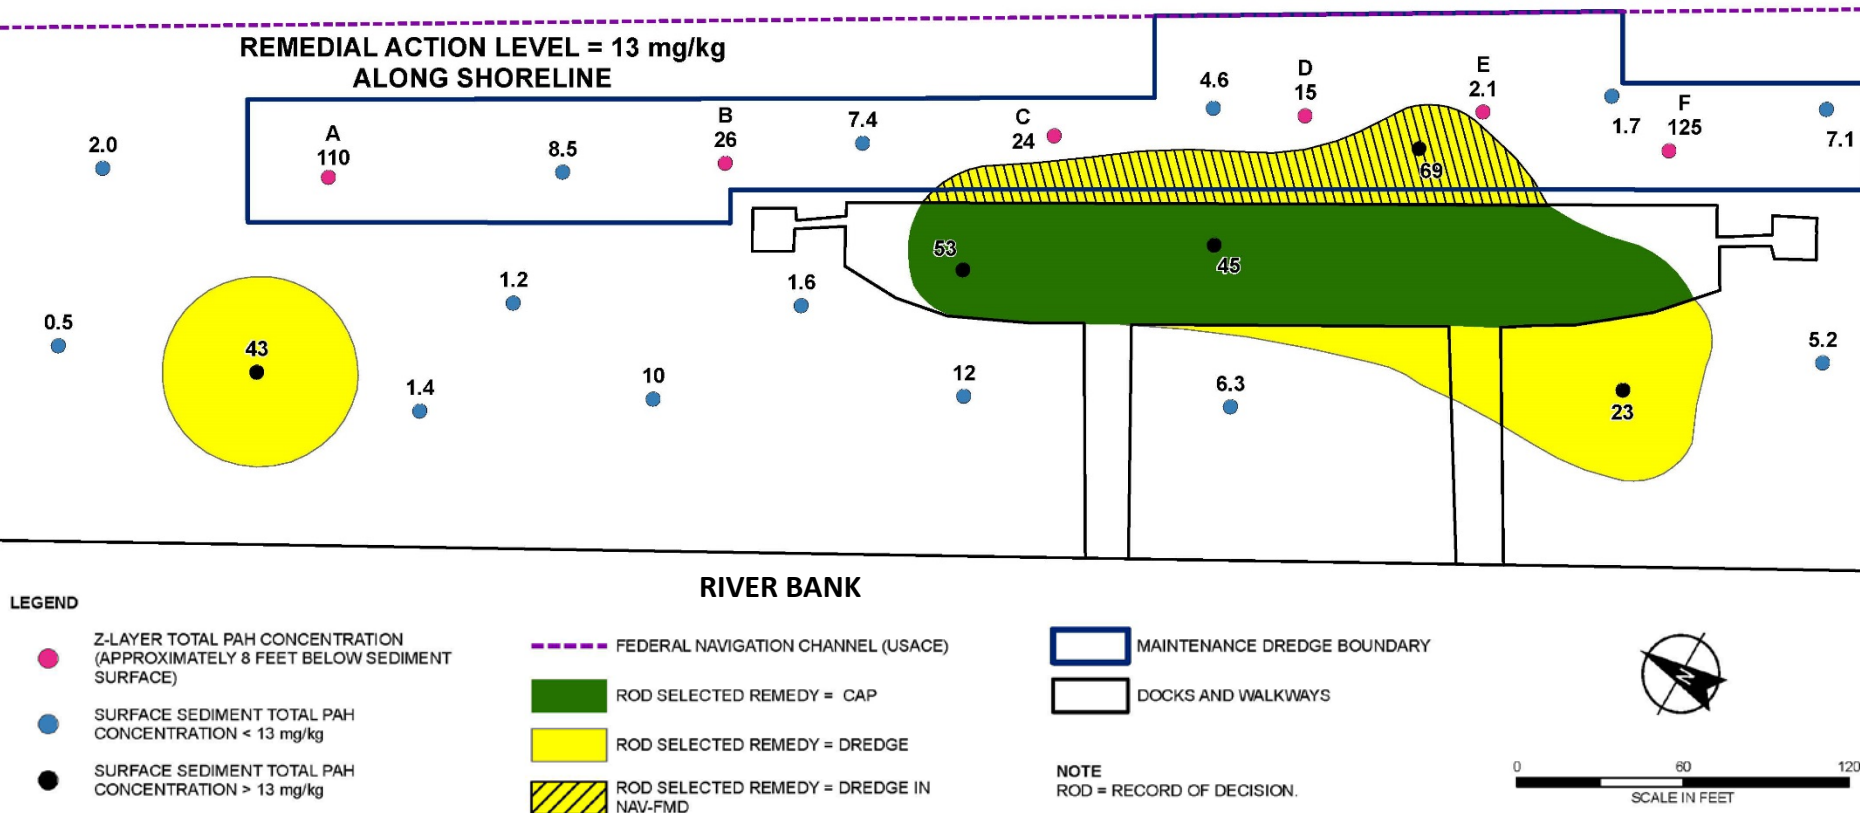 REMEDIAL ACTION LEVEL = 13 mg/kg
ALONG SHORELINE
2.0
A
110
8.5
B
26
7.4
C
24
4.6
D
15
E
2.1
1.7
F
125
7.1
69
53
45
0.5
43
1.2
1.6
1.4
10
12
6.3
23
5.2
RIVER BANK
LEGEND
Z-LAYER TOTAL PAH CONCENTRATION
(APPROXIMATELY 8 FEET BELOW SEDIMENT
SURFACE)
SURFACE SEDIMENT TOTAL PAH
CONCENTRATION < 13 mg/kg
SURFACE SEDIMENT TOTAL PAH
CONCENTRATION > 13 mg/kg
FEDERAL NAVIGATION CHANNEL (USACE)
ROD SELECTED REMEDY = CAP
ROD SELECTED REMEDY = DREDGE
ROD SELECTED REMEDY = DREDGE IN
NAV-FMD
MAINTENANCE DREDGE BOUNDARY
DOCKS AND WALKWAYS
NOTE
ROD = RECORD OF DECISION.
N
0 60 120
SCALE IN FEET